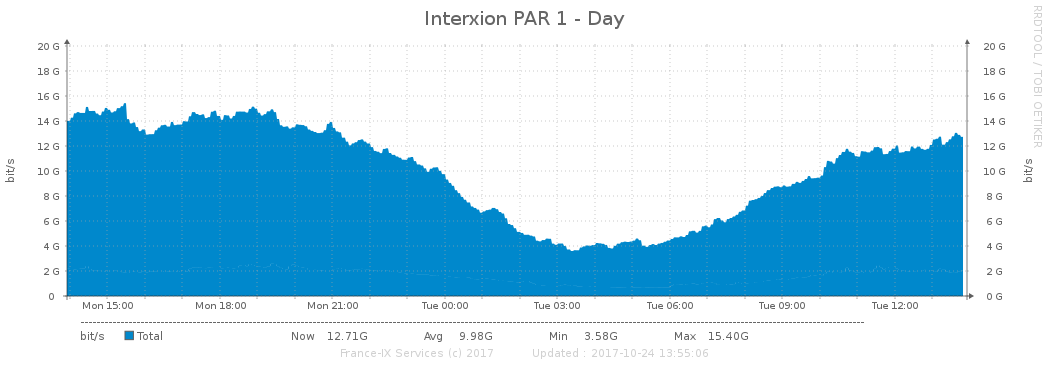 Interxion PAR 1 - Day
RRDTOOL / TOBI OETIKER
20 G 20 G
18 G 18 G
16 G 16 G
14 G 14 G
12 G 12 G
10 G 10 G
8 G 8 G
6 G 6 G
4 G 4 G
2 G 2 G
0 0 G
bit/s bit/s
Mon 15:00 Mon 18:00 Mon 21:00 Tue 00:00 Tue 03:00 Tue 06:00 Tue 09:00 Tue 12:00
bit/s Total Now 12.71G Avg 9.98G Min 3.58G Max 15.40G
France-IX Services (c) 2017 Updated : 2017-10-24 13:55:06